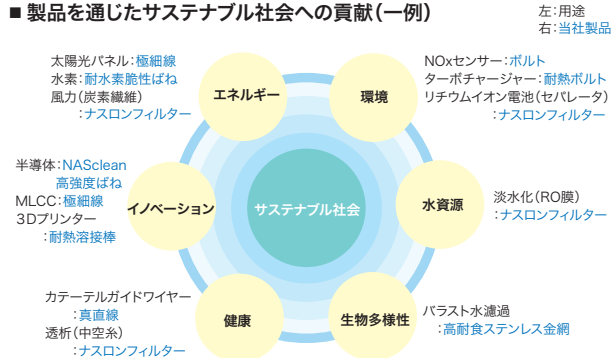 ■ 製品を通じたサステナブル社会への貢献（一例）
左：用途
右：当社製品
太陽光パネル：極細線
水素：耐水素脆性ばね
風力（炭素繊維）
：ナスロンフィルター
エネルギー
環境
NOxセンサー：ボルト
ターボチャージャー：耐熱ボルト
リチウムイオン電池（セパレータ）
：ナスロンフィルター
半導体：NASclean
高強度ばね
MLCC：極細線
3Dプリンター
：耐熱溶接棒
イノベーション
サステナブル社会
水資源
淡水化（RO膜）
：ナスロンフィルター
カテーテルガイドワイヤー
：真直線
透析（中空糸）
：ナスロンフィルター
健康
生物多様性
バラスト水濾過
：高耐食ステンレス金網